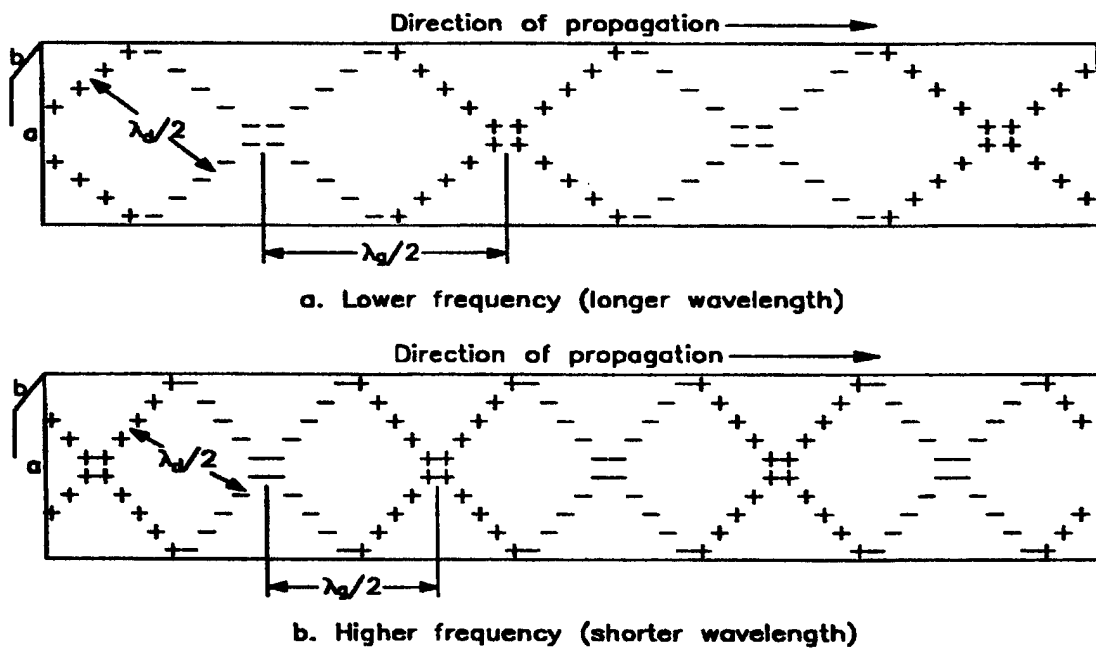 Direction of propagation
b
a
λd/2
λg/2
a. Lower frequency (longer wavelength)
Direction of propagation
b
a
λd/2
λg/2
b. Higher frequency (shorter wavelength)